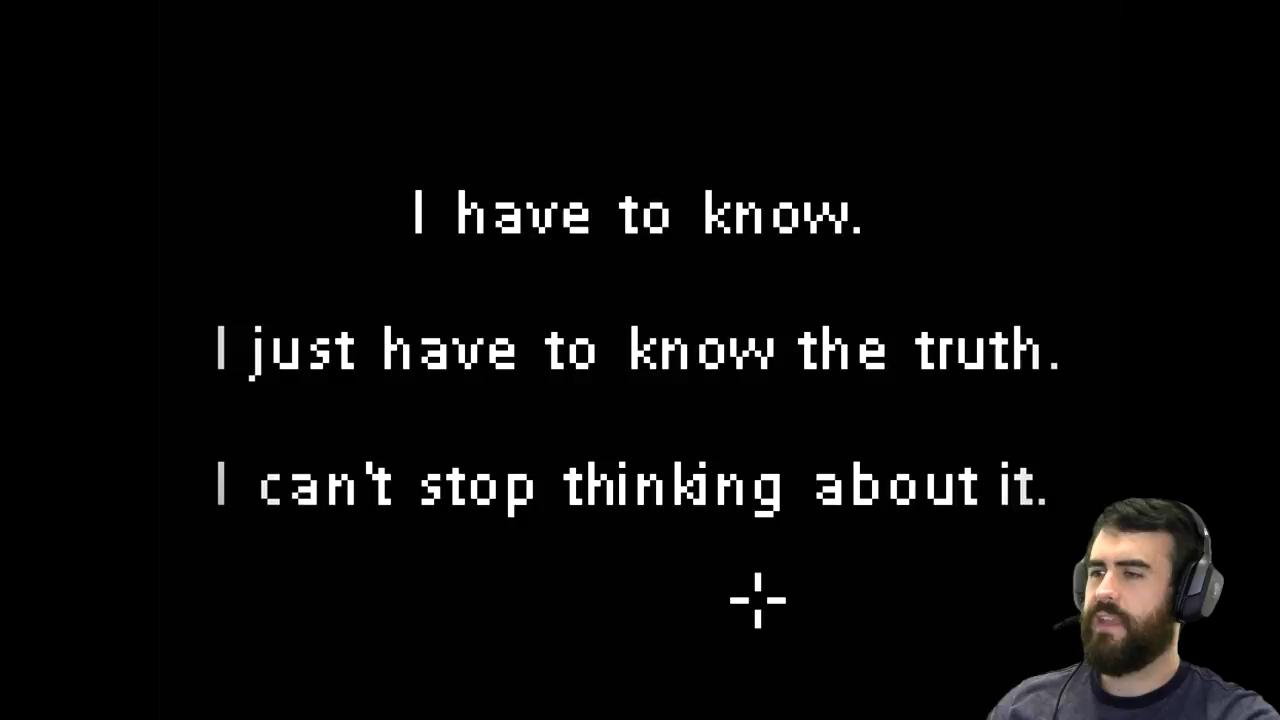 I have to know.
I just have to know the truth.
I can't stop thinking about it.